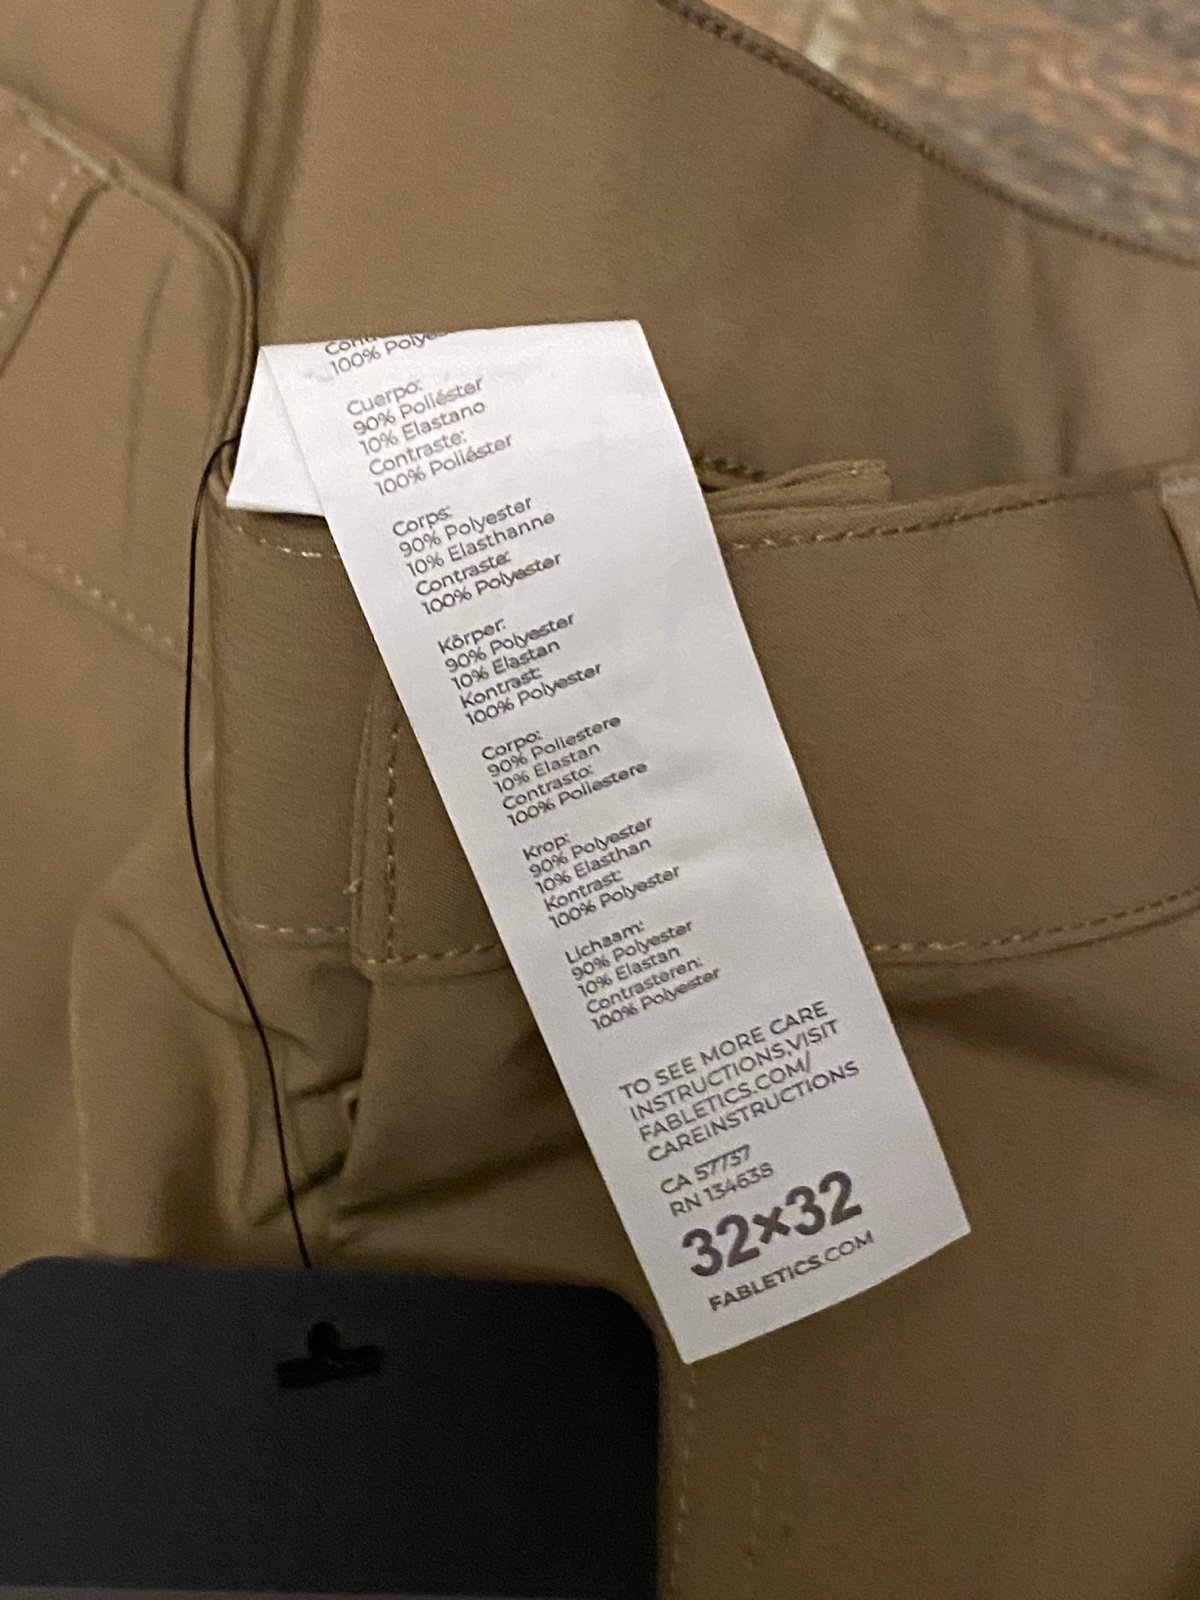 100% Polye
Cuerpo:
90% Poliéster
10% Elastano
Contraste:
100% Poliéster
Corps:
90% Polyester
10% Elasthanne
Contraste:
100% Polyester
Körper:
90% Polyester
10% Elastan
Kontrast:
100% Polyester
Corpo:
90% Poliestere
10% Elastan
Contrasto:
100% Poliestere
Krop:
90% Polyester
10% Elasthan
Kontrast:
100% Polyester
Lichaam:
90% Polyester
10% Elastan
Contrasteren:
100% Polyester
TO SEE MORE CARE
INSTRUCTIONS,VISIT
FABLETICS.COM/
CAREINSTRUCTIONS
CA 57757
RN 134638
32×32
FABLETICS.COM